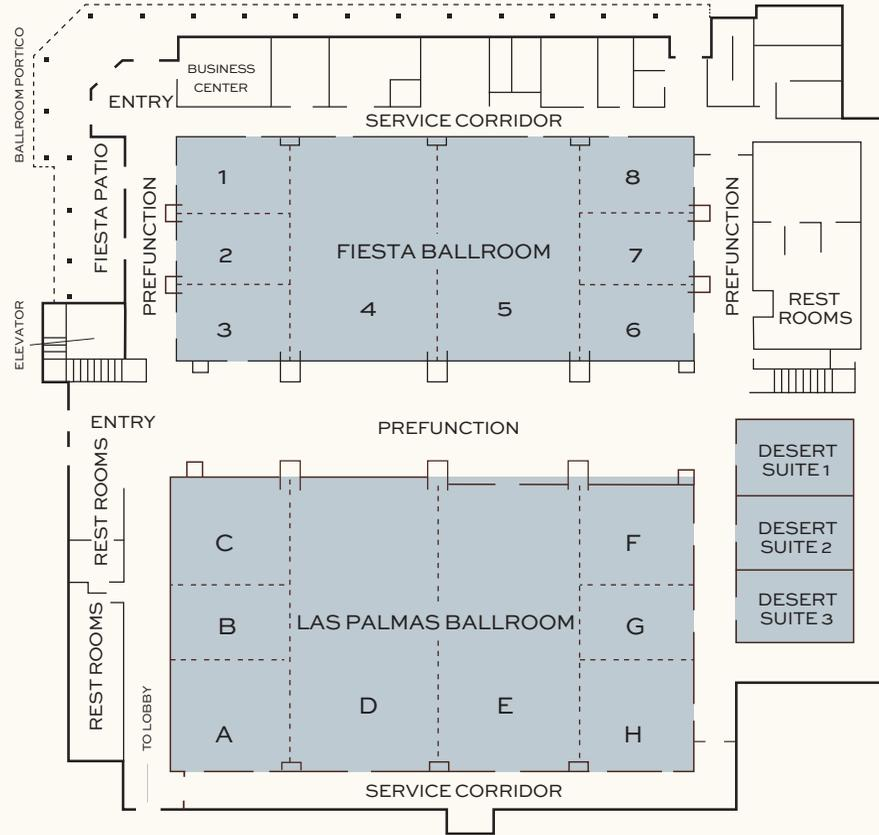 BALLROOM PORTICO
BUSINESS
CENTER
ENTRY
SERVICE CORRIDOR
FIESTA PATIO
PREFUNCTION
1
8
PREFUNCTION
2
FIESTA BALLROOM
7
3
4
5
6
REST
ROOMS
ELEVATOR
ENTRY
PREFUNCTION
REST ROOMS
DESERT
SUITE 1
C
F
DESERT
SUITE 2
B
LAS PALMAS BALLROOM
G
DESERT
SUITE 3
REST ROOMS
D
E
A
H
TO LOBBY
SERVICE CORRIDOR